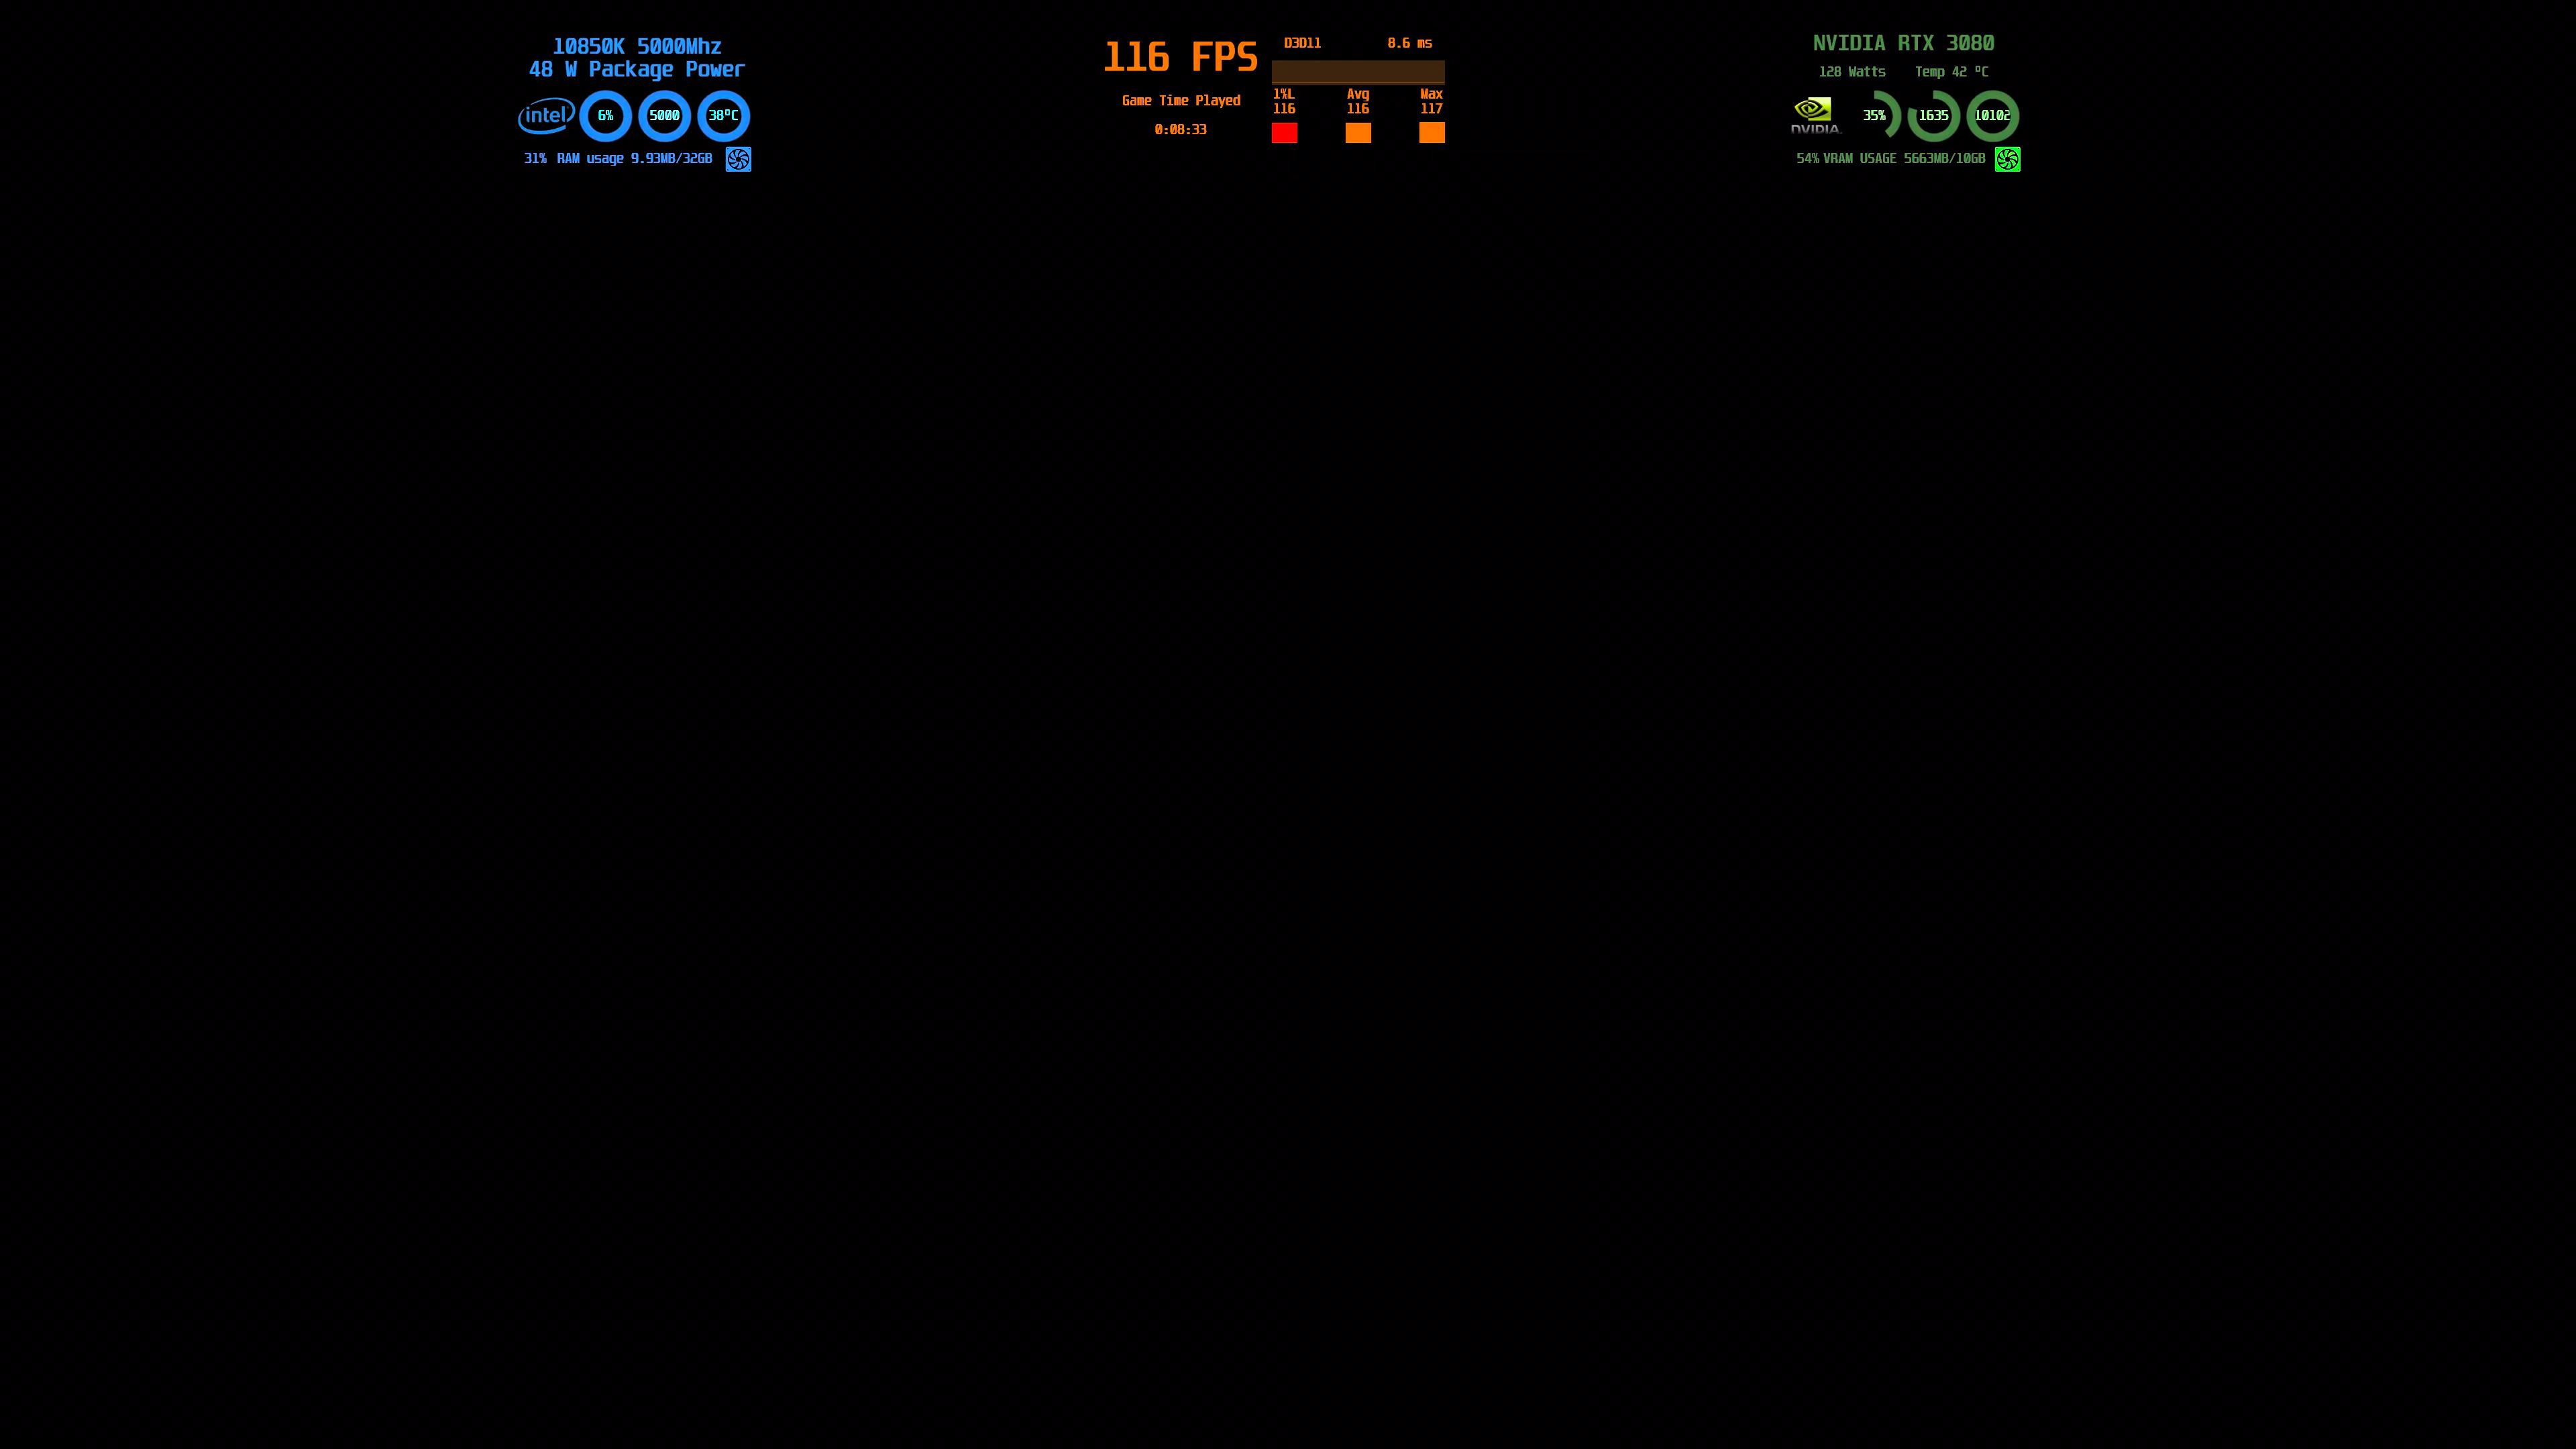 10850K 5000Mhz
48 W Package Power
intel 6% 5000 38ºC
31% RAM usage 9.93MB/32GB
116 FPS
Game Time Played
0:08:33
D3D11 8.6 ms
1%L Avg Max
116 116 117
NVIDIA RTX 3080
128 Watts Temp 42 ºC
NVIDIA 35% 1635 10102
54% VRAM USAGE 5663MB/10GB